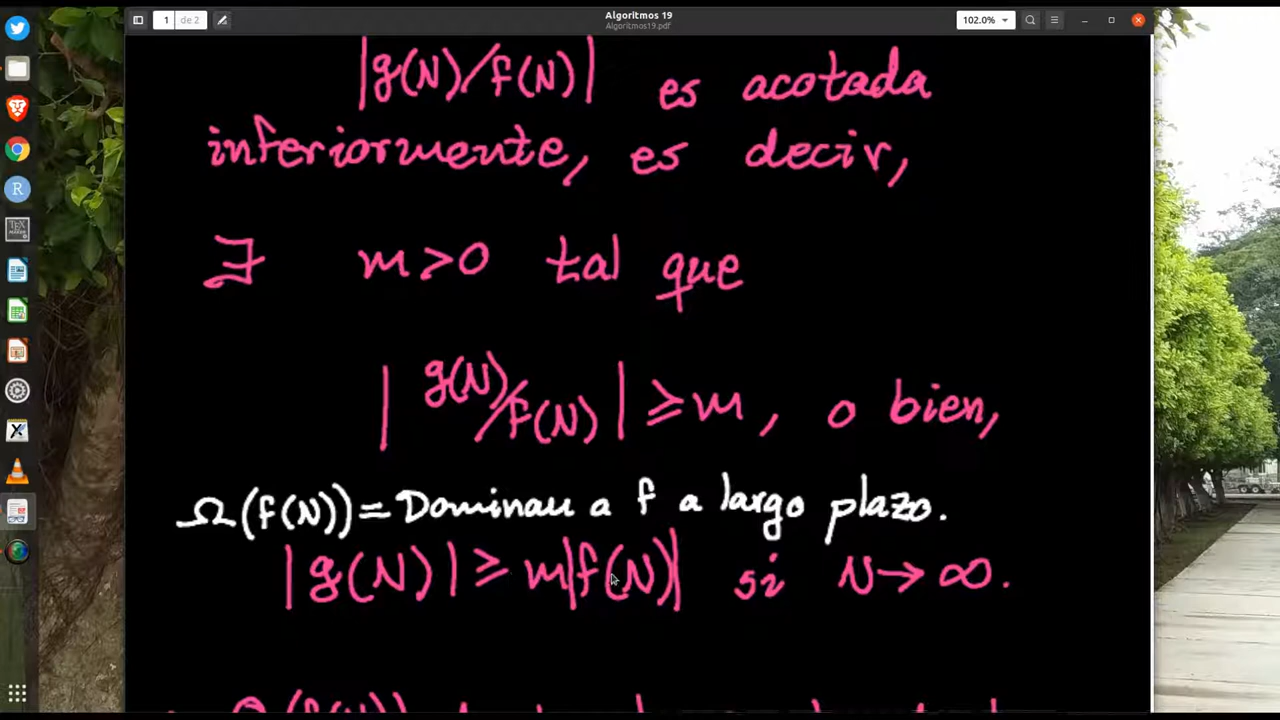 Algoritmos 19
Algoritmos19.pdf
1 de 2
102.0%
|g(N)/f(N)| es acotada
inferiormente, es decir,
∃ m>0 tal que
|g(N)/f(N)| ≥ m, o bien,
Ω(f(N)) = Dominan a f a largo plazo.
|g(N)| ≥ m|f(N)| si N→∞.